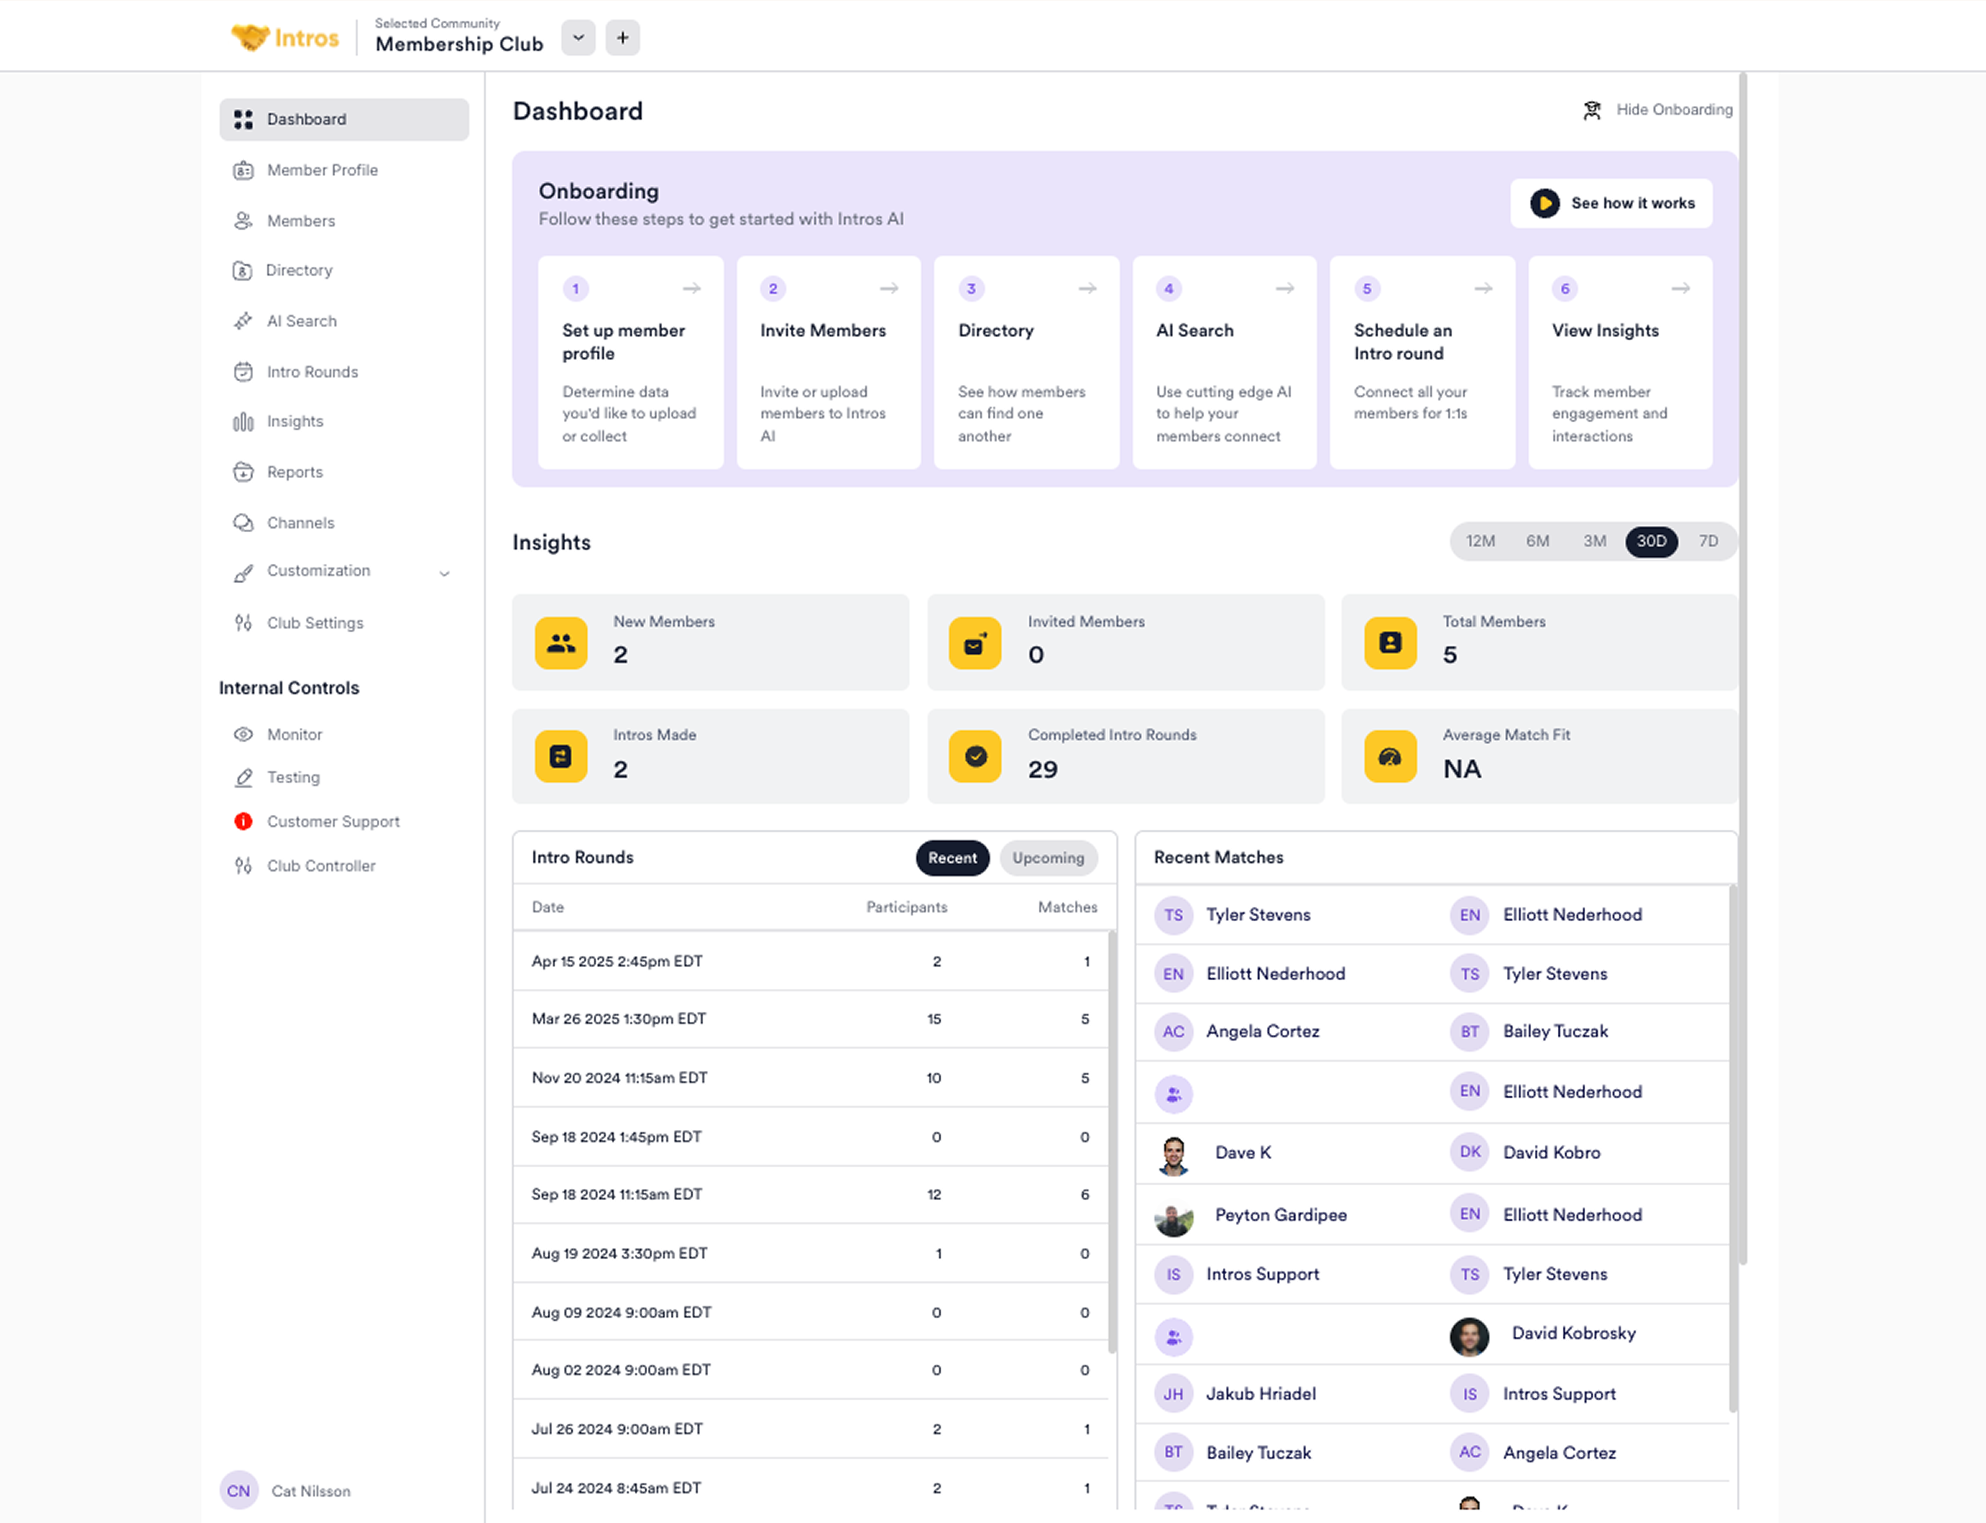 Intros
Selected Community
Membership Club
Dashboard
Member Profile
Members
Directory
AI Search
Intro Rounds
Insights
Reports
Channels
Customization
Club Settings
Internal Controls
Monitor
Testing
Customer Support
Club Controller
CN Cat Nilsson
Dashboard
Hide Onboarding
Onboarding
Follow these steps to get started with Intros AI
See how it works
1
Set up member
profile
Determine data
you'd like to upload
or collect
2
Invite Members
Invite or upload
members to Intros
AI
3
Directory
See how members
can find one
another
4
AI Search
Use cutting edge AI
to help your
members connect
5
Schedule an
Intro round
Connect all your
members for 1:1s
6
View Insights
Track member
engagement and
interactions
Insights
12M 6M 3M 30D 7D
New Members
2
Invited Members
0
Total Members
5
Intros Made
2
Completed Intro Rounds
29
Average Match Fit
NA
Intro Rounds Recent Upcoming
Date Participants Matches
Apr 15 2025 2:45pm EDT 2 1
Mar 26 2025 1:30pm EDT 15 5
Nov 20 2024 11:15am EDT 10 5
Sep 18 2024 1:45pm EDT 0 0
Sep 18 2024 11:15am EDT 12 6
Aug 19 2024 3:30pm EDT 1 0
Aug 09 2024 9:00am EDT 0 0
Aug 02 2024 9:00am EDT 0 0
Jul 26 2024 9:00am EDT 2 1
Jul 24 2024 8:45am EDT 2 1
Recent Matches
TS Tyler Stevens EN Elliott Nederhood
EN Elliott Nederhood TS Tyler Stevens
AC Angela Cortez BT Bailey Tuczak
EN Elliott Nederhood
Dave K DK David Kobro
Peyton Gardipee EN Elliott Nederhood
IS Intros Support TS Tyler Stevens
David Kobrosky
JH Jakub Hriadel IS Intros Support
BT Bailey Tuczak AC Angela Cortez
TS Tyler Stevens Dave K